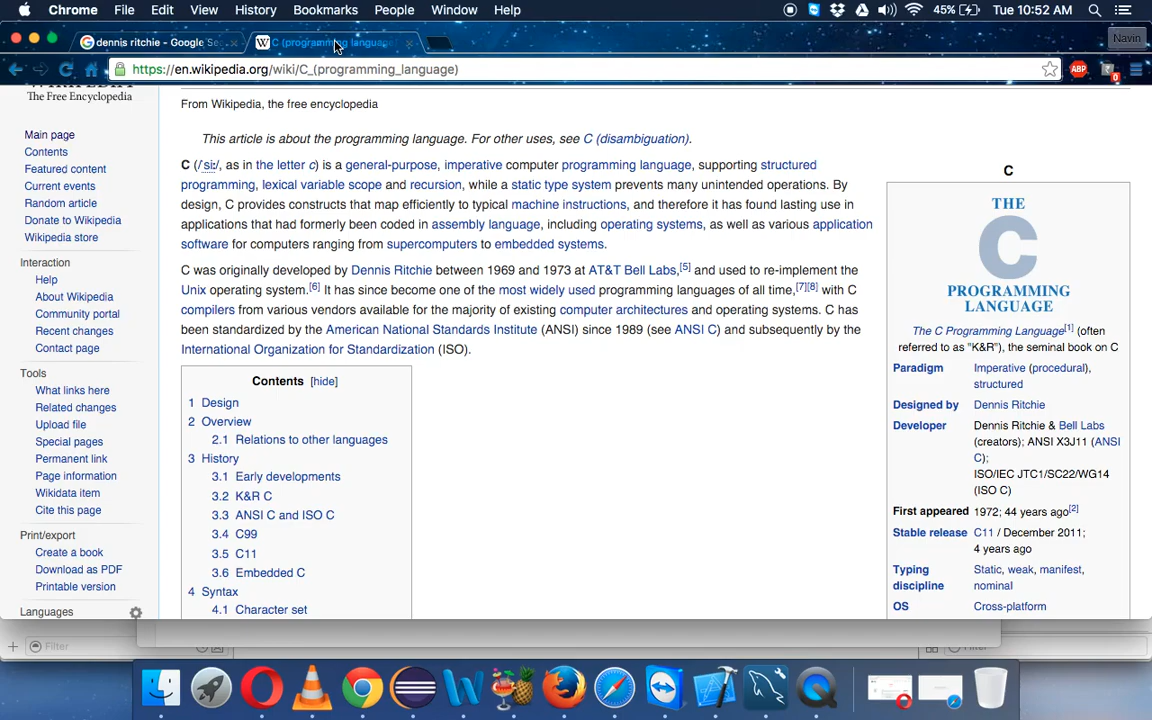 Chrome File Edit View History Bookmarks People Window Help 45% Tue 10:52 AM
dennis ritchie - Google Se
C (programming language
Navin
https://en.wikipedia.org/wiki/C_(programming_language)
ABP
0
The Free Encyclopedia
Main page
Contents
Featured content
Current events
Random article
Donate to Wikipedia
Wikipedia store
Interaction
Help
About Wikipedia
Community portal
Recent changes
Contact page
Tools
What links here
Related changes
Upload file
Special pages
Permanent link
Page information
Wikidata item
Cite this page
Print/export
Create a book
Download as PDF
Printable version
Languages
From Wikipedia, the free encyclopedia
This article is about the programming language. For other uses, see C (disambiguation).
C (/ˈsiː/, as in the letter c) is a general-purpose, imperative computer programming language, supporting structured
programming, lexical variable scope and recursion, while a static type system prevents many unintended operations. By
design, C provides constructs that map efficiently to typical machine instructions, and therefore it has found lasting use in
applications that had formerly been coded in assembly language, including operating systems, as well as various application
software for computers ranging from supercomputers to embedded systems.
C was originally developed by Dennis Ritchie between 1969 and 1973 at AT&T Bell Labs,[5] and used to re-implement the
Unix operating system.[6] It has since become one of the most widely used programming languages of all time,[7][8] with C
compilers from various vendors available for the majority of existing computer architectures and operating systems. C has
been standardized by the American National Standards Institute (ANSI) since 1989 (see ANSI C) and subsequently by the
International Organization for Standardization (ISO).
Contents [hide]
1 Design
2 Overview
2.1 Relations to other languages
3 History
3.1 Early developments
3.2 K&R C
3.3 ANSI C and ISO C
3.4 C99
3.5 C11
3.6 Embedded C
4 Syntax
4.1 Character set
C
THE
C
PROGRAMMING
LANGUAGE
The C Programming Language[1] (often
referred to as "K&R"), the seminal book on C
Paradigm Imperative (procedural),
structured
Designed by Dennis Ritchie
Developer Dennis Ritchie & Bell Labs
(creators); ANSI X3J11 (ANSI
C);
ISO/IEC JTC1/SC22/WG14
(ISO C)
First appeared 1972; 44 years ago[2]
Stable release C11 / December 2011;
4 years ago
Typing Static, weak, manifest,
discipline nominal
OS Cross-platform
Filter
Filter